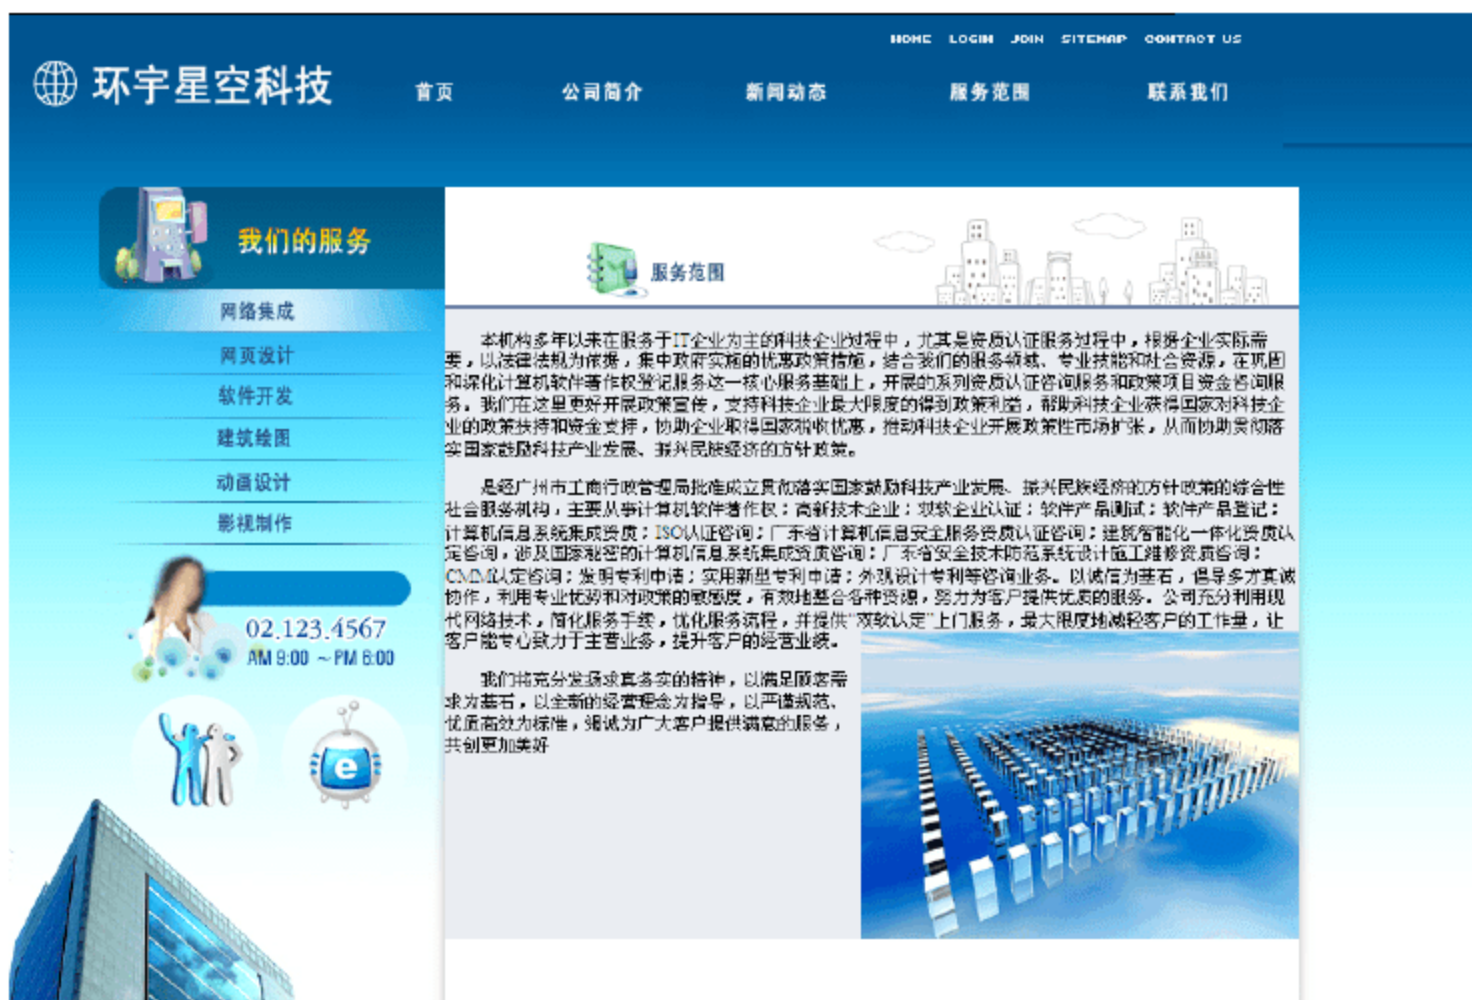 HOME LOGIN JOIN SITEMAP CONTACT US
环宇星空科技
首页 公司简介 新闻动态 服务范围 联系我们
我们的服务
网络集成
网页设计
软件开发
建筑绘图
动画设计
影视制作
02.123.4567
AM 9:00 ~PM 6:00
e
服务范围
本机构多年以来在服务于IT企业为主的科技企业过程中，尤其是资质认证服务过程中，根据企业实际需
要，以法律法规为依据，集中政府实施的优惠政策措施，结合我们的服务领域、专业技能和社会资源，在巩固
和深化计算机软件著作权登记服务这一核心服务基础上，开展的系列资质认证咨询服务和政策项目资金咨询服
务。我们在这里更好开展政策宣传，支持科技企业最大限度的得到政策利益，帮助科技企业获得国家对科技企
业的政策扶持和资金支持，协助企业取得国家税收优惠，推动科技企业开展政策性市场扩张，从而协助贯彻落
实国家鼓励科技产业发展、振兴民族经济的方针政策。
是经广州市工商行政管理局批准成立贯彻落实国家鼓励科技产业发展、振兴民族经济的方针政策的综合性
社会服务机构，主要从事计算机软件著作权；高新技术企业；双软企业认证；软件产品测试；软件产品登记；
计算机信息系统集成资质；ISO认证咨询；广东省计算机信息安全服务资质认证咨询；建筑智能化一体化资质认
定咨询，涉及国家秘密的计算机信息系统集成资质咨询；广东省安全技术防范系统设计施工维修资质咨询；
CMMI认定咨询；发明专利申请；实用新型专利申请；外观设计专利等咨询业务。以诚信为基石，倡导多方真诚
协作，利用专业优势和对政策的敏感度，有效地整合各种资源，努力为客户提供优质的服务。公司充分利用现
代网络技术，简化服务手续，优化服务流程，并提供“双软认定”上门服务，最大限度地减轻客户的工作量，让
客户能专心致力于主营业务，提升客户的经营业绩。
我们将充分发扬求真务实的精神，以满足顾客需
求为基石，以全新的经营理念为指导，以严谨规范、
优质高效为标准，竭诚为广大客户提供满意的服务，
共创更加美好